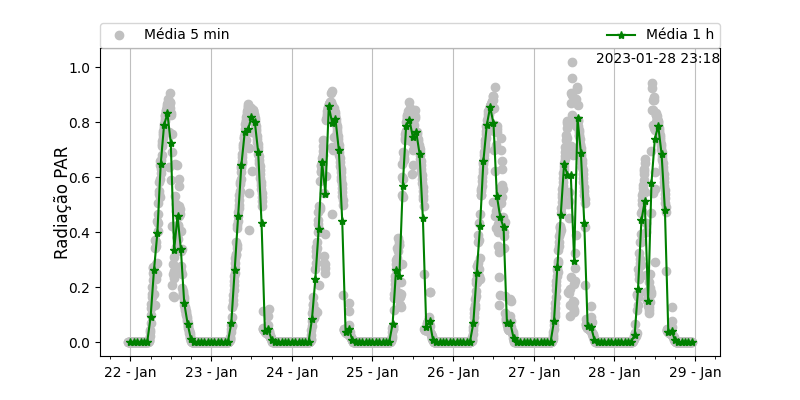 Média 5 min
Média 1 h
2023-01-28 23:18
Radiação PAR
1.0
0.8
0.6
0.4
0.2
0.0
22 - Jan
23 - Jan
24 - Jan
25 - Jan
26 - Jan
27 - Jan
28 - Jan
29 - Jan